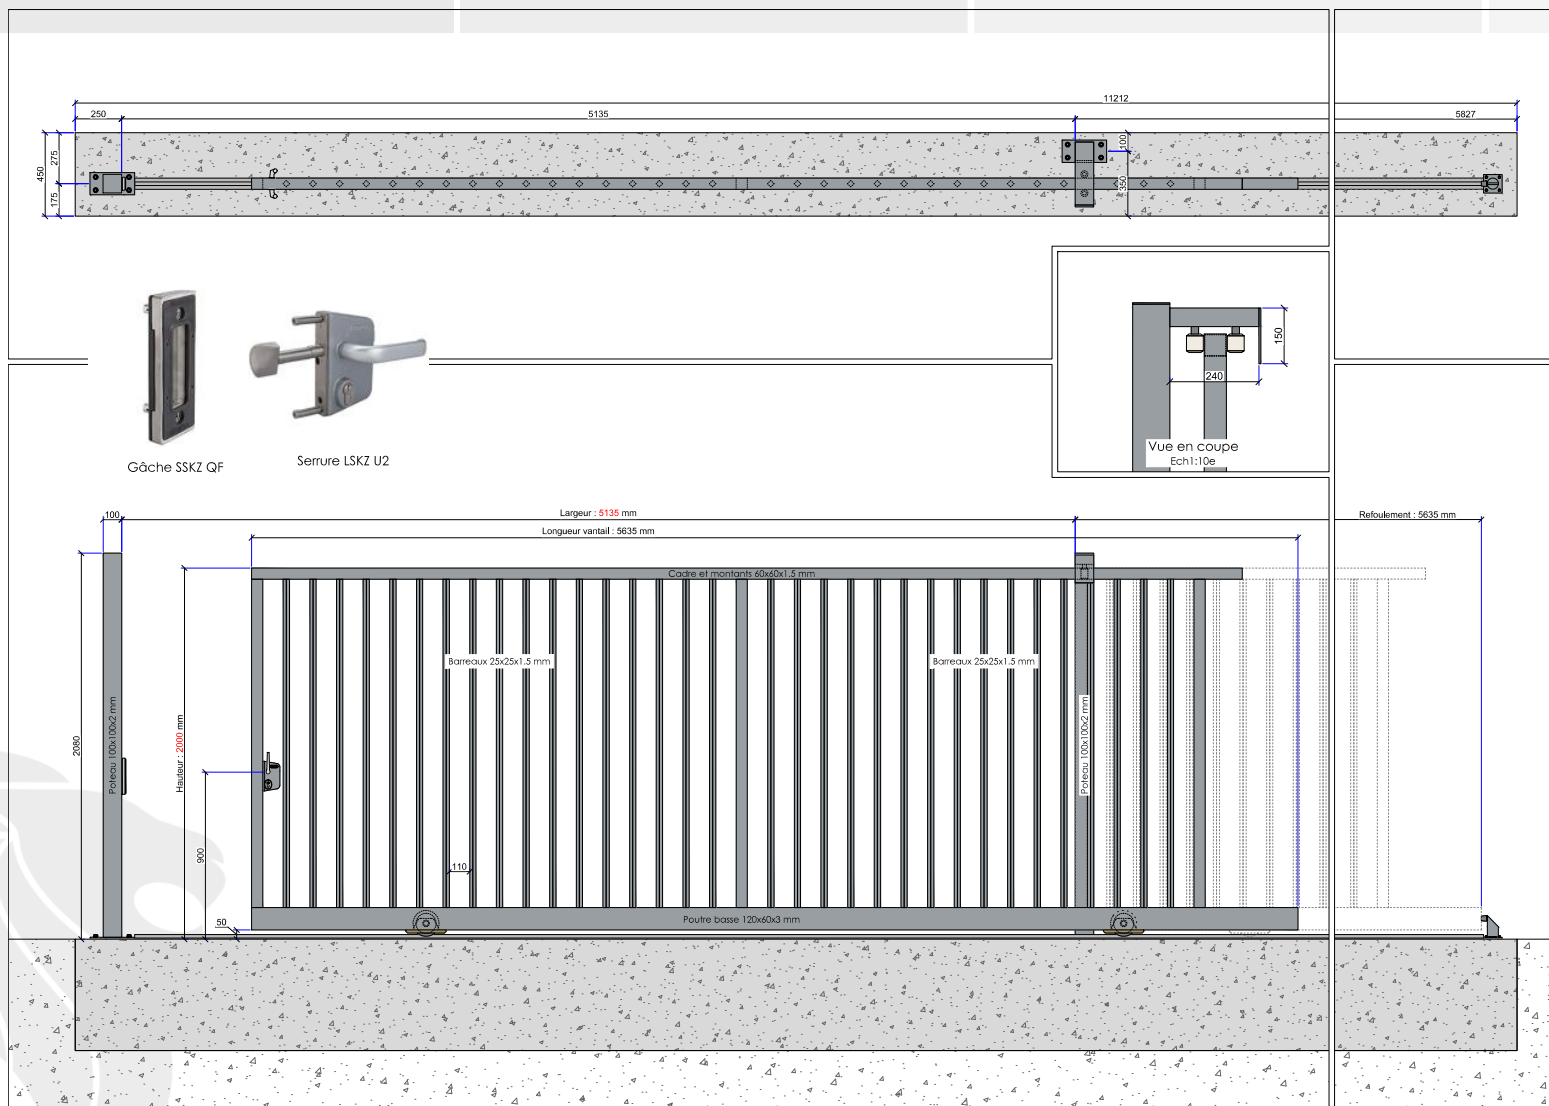 11212
250
5135
5827
450
275
175
100
350
150
240
Vue en coupe
Ech1:10e
Gâche SSKZ QF
Serrure LSKZ U2
100
Largeur : 5135 mm
Refoulement : 5635 mm
Longueur vantail : 5635 mm
Cadre et montants 60x60x1.5 mm
Barreaux 25x25x1.5 mm
Barreaux 25x25x1.5 mm
Poteau 100x100x2 mm
Poteau 100x100x2 mm
2080
Hauteur : 2000 mm
900
110
50
Poutre basse 120x60x3 mm